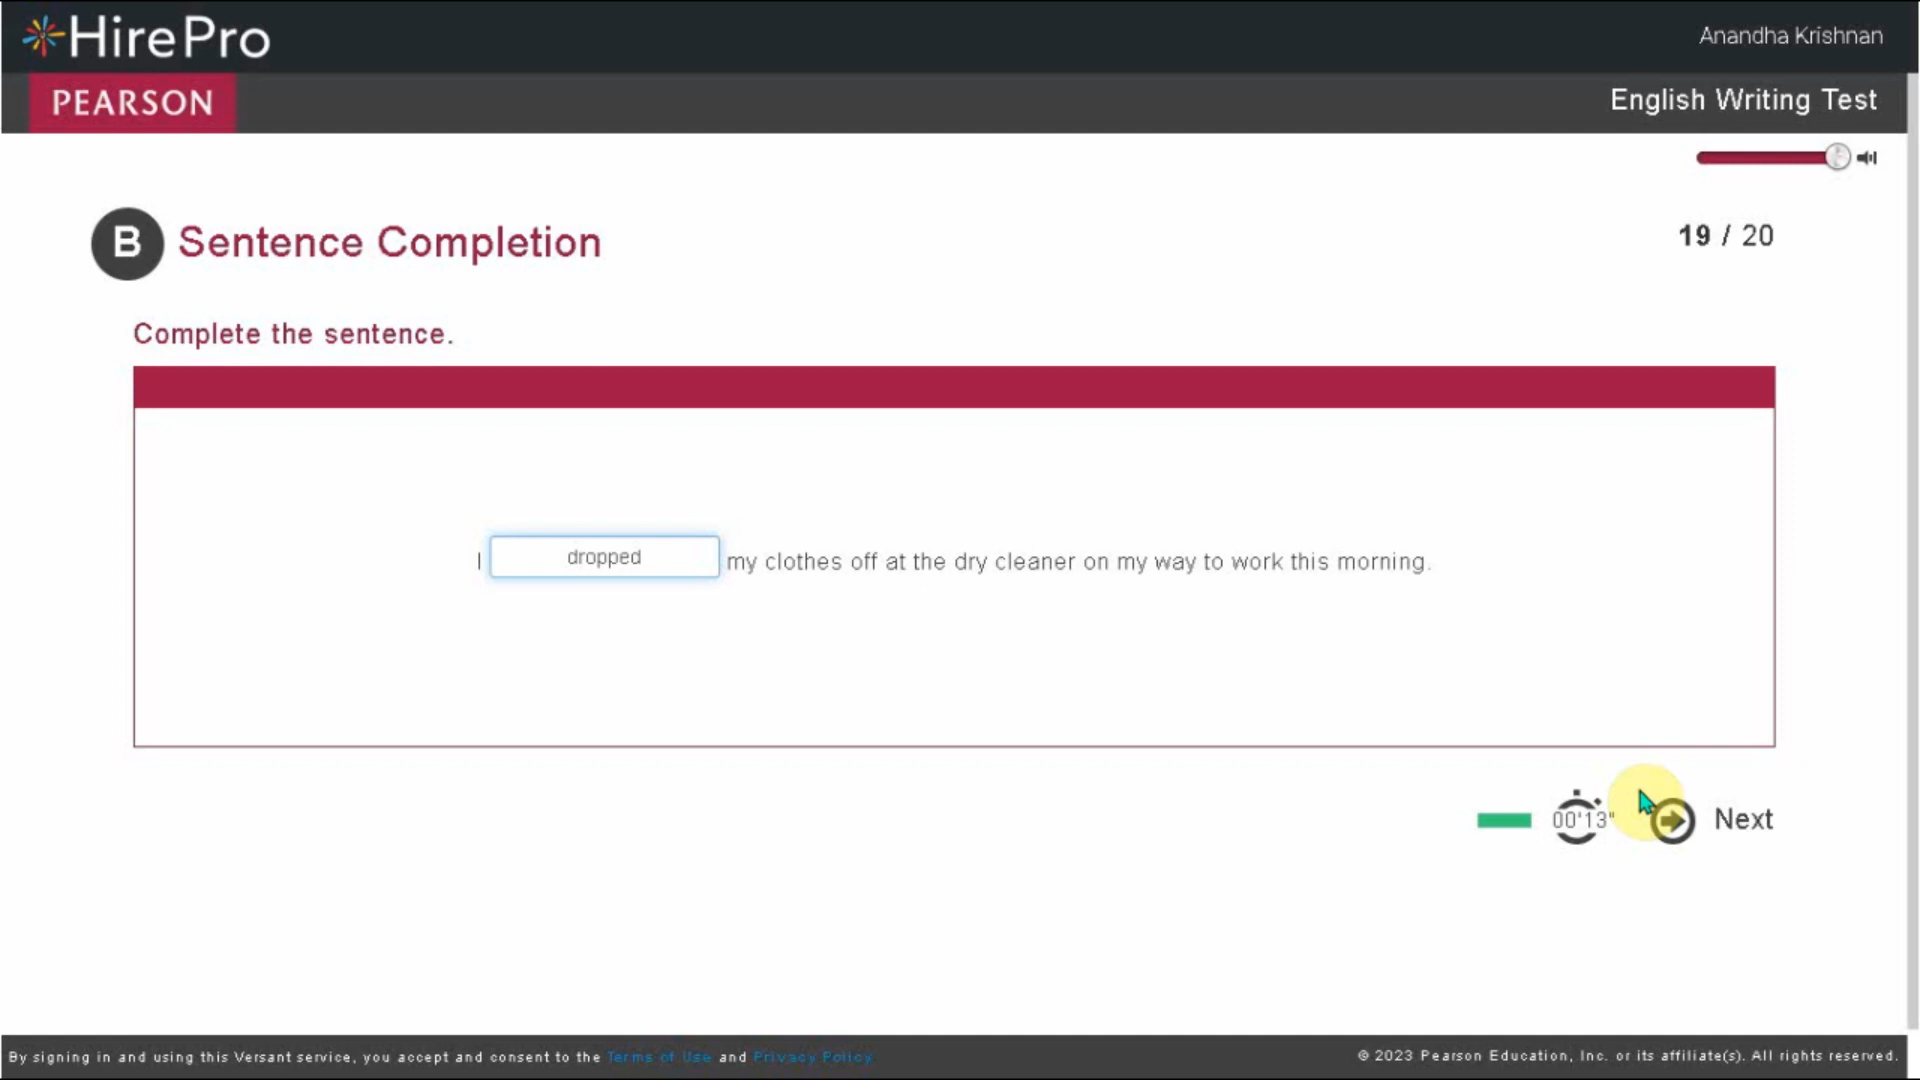 HirePro
Anandha Krishnan
PEARSON
English Writing Test
B Sentence Completion
19 / 20
Complete the sentence.
I dropped my clothes off at the dry cleaner on my way to work this morning.
00'13"
Next
By signing in and using this Versant service, you accept and consent to the Terms of Use and Privacy Policy
© 2023 Pearson Education, Inc. or its affiliate(s). All rights reserved.